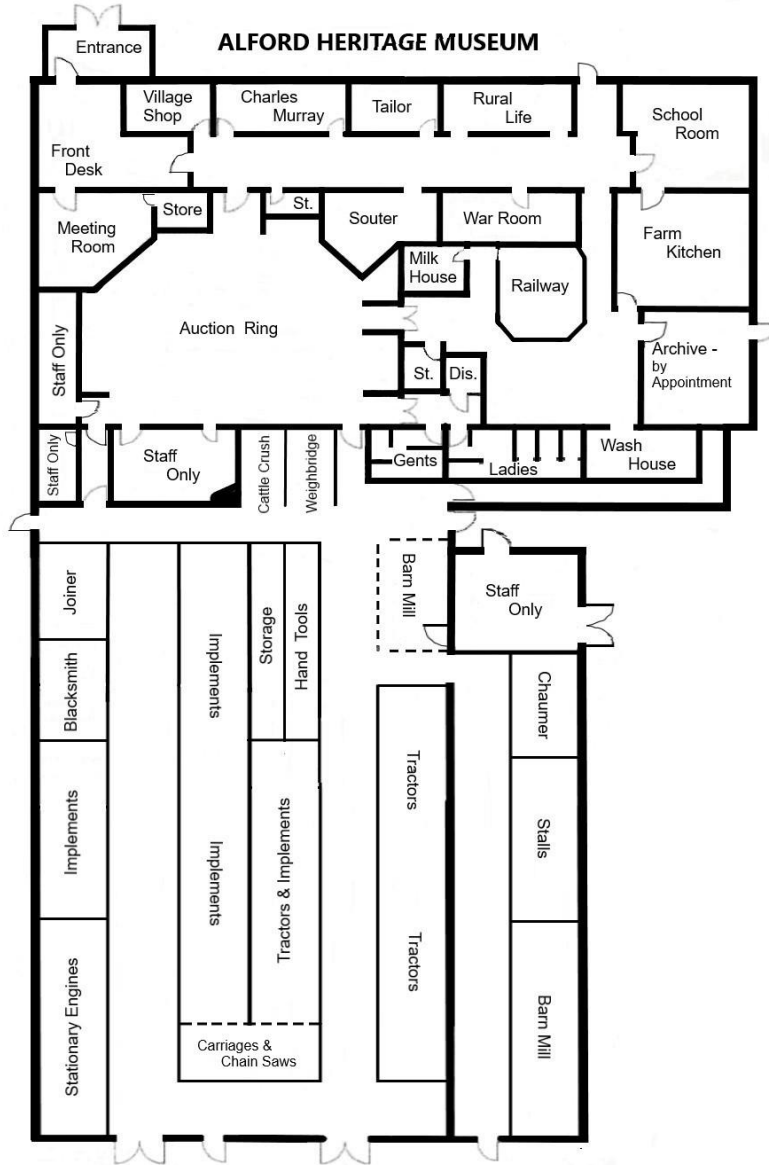 ALFORD HERITAGE MUSEUM
Entrance
Village
Shop
Charles
Murray
Tailor
Rural
Life
School
Room
Front
Desk
Meeting
Room
Store
St.
Souter
War Room
Farm
Kitchen
Milk
House
Railway
Auction Ring
Staff Only
St.
Dis.
Archive -
by
Appointment
Staff Only
Staff
Only
Cattle Crush
Weighbridge
Gents
Ladies
Wash
House
Joiner
Blacksmith
Implements
Stationary Engines
Implements
Implements
Storage
Hand Tools
Tractors & Implements
Carriages &
Chain Saws
Barn Mill
Tractors
Tractors
Staff
Only
Chaumer
Stalls
Barn Mill